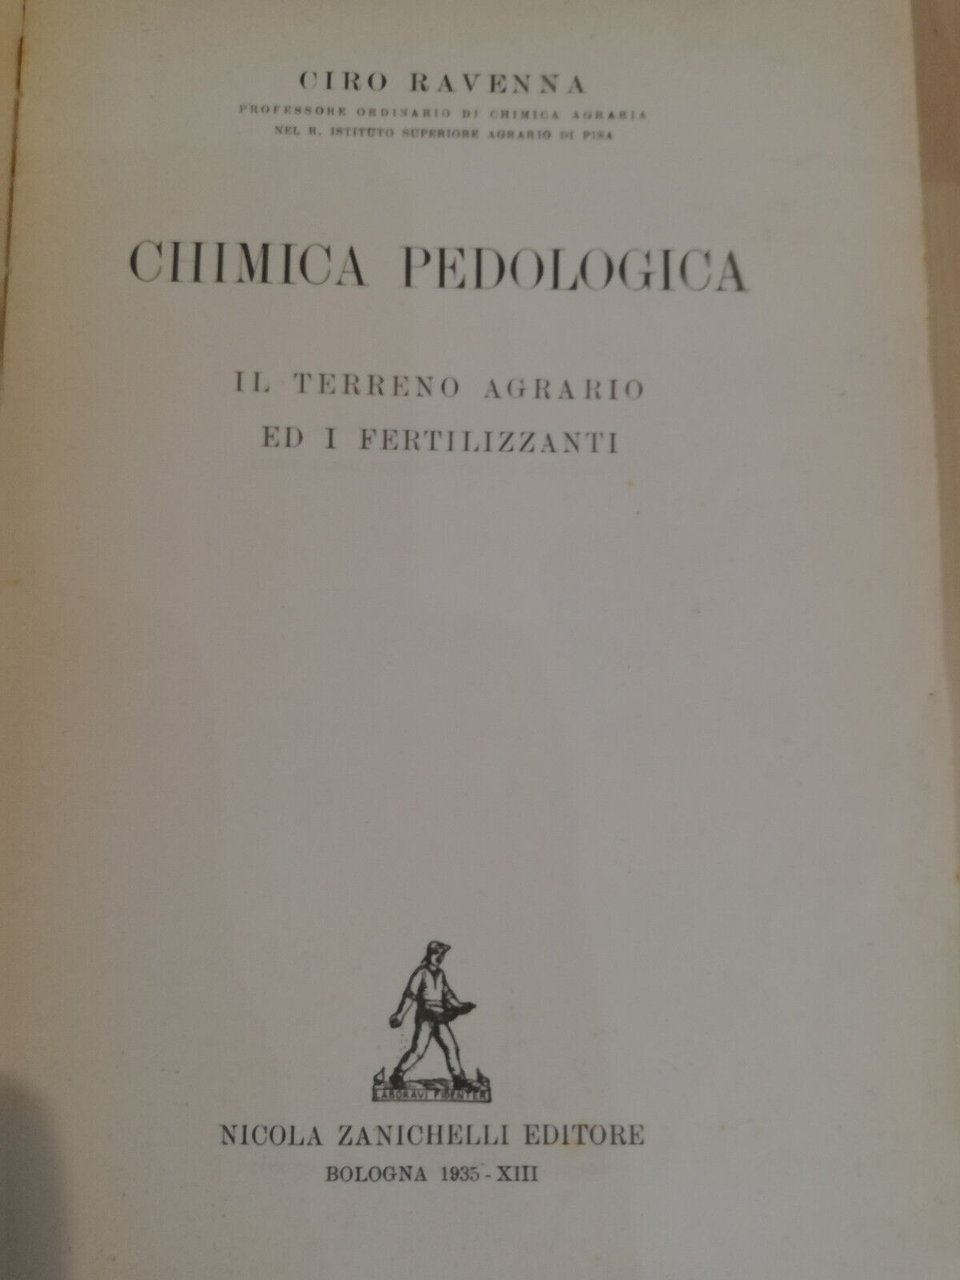 CIRO RAVENNA
PROFESSORE ORDINARIO DI CHIMICA AGRARIA
NEL R. ISTITUTO SUPERIORE AGRARIO DI PISA
CHIMICA PEDOLOGICA
IL TERRENO AGRARIO
ED I FERTILIZZANTI
LABORAVI FIDENTER
NICOLA ZANICHELLI EDITORE
BOLOGNA 1935 - XIII